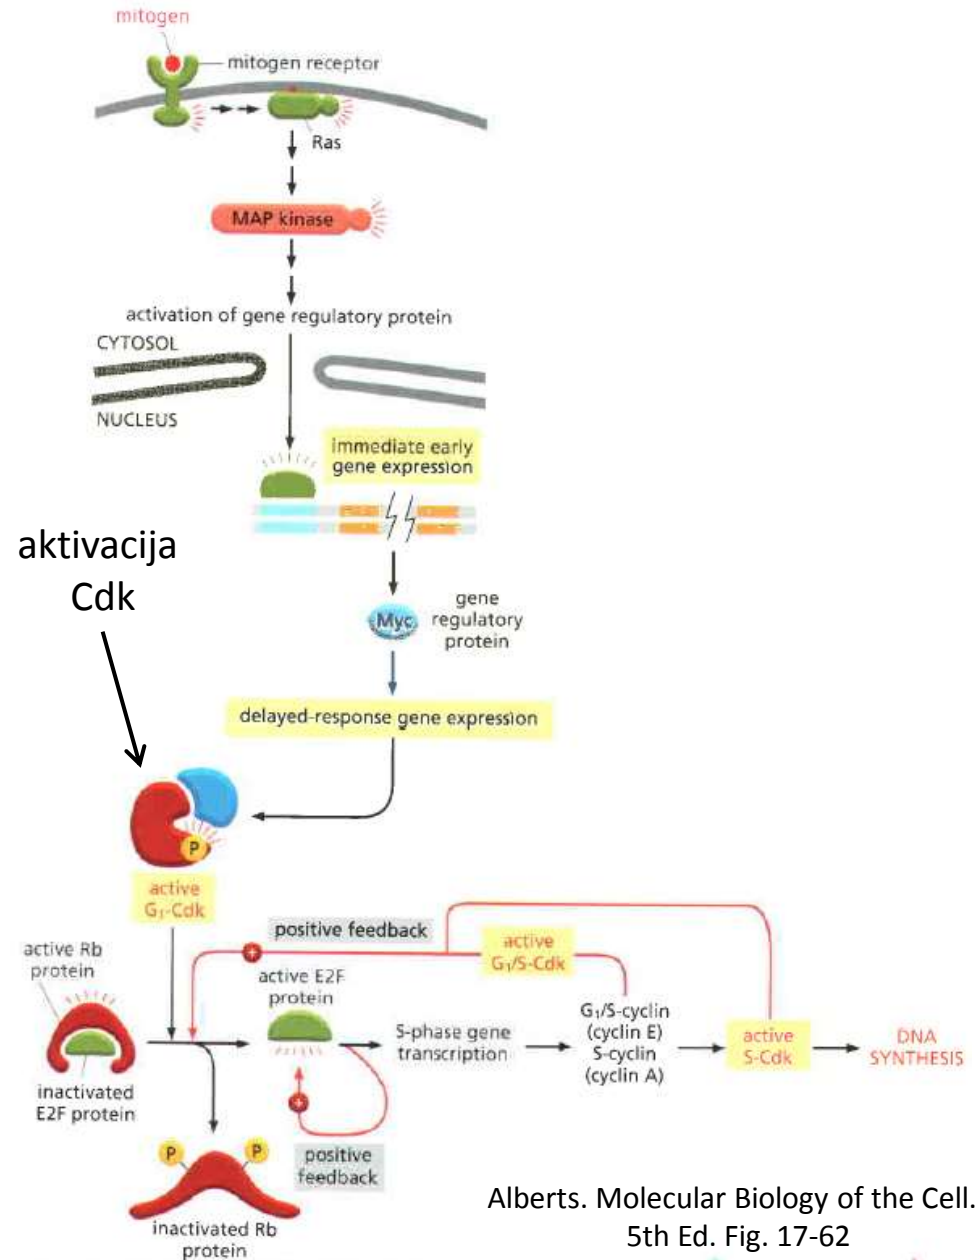 mitogen
mitogen receptor
Ras
MAP kinase
activation of gene regulatory protein
CYTOSOL
NUCLEUS
immediate early
gene expression
aktivacija
Cdk
Myc
gene
regulatory
protein
delayed-response gene expression
P
active
G₁-Cdk
positive feedback
active
G₁/S-Cdk
active Rb
protein
active E2F
protein
S-phase gene
transcription
G₁/S-cyclin
(cyclin E)
S-cyclin
(cyclin A)
active
S-Cdk
DNA
SYNTHESIS
inactivated
E2F protein
+
+
P
P
positive
feedback
inactivated Rb
protein
Alberts. Molecular Biology of the Cell.
5th Ed. Fig. 17-62